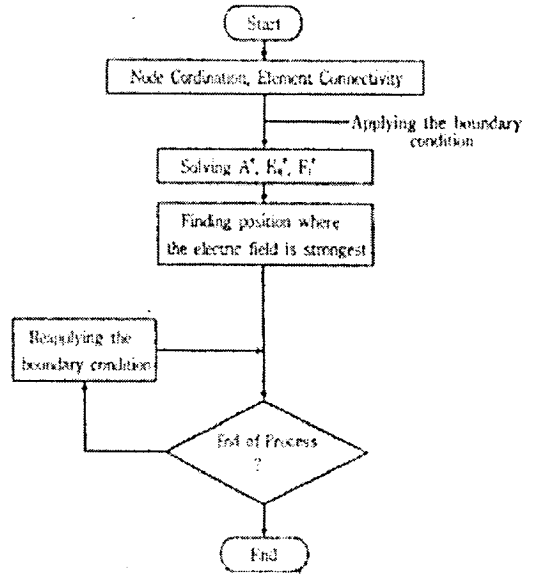 Start
Node Cordination, Element Connectivity
Applying the boundary
condition
Solving
Finding position where
the electric field is strongest
Reapplying the
boundary condition
End of Process
?
End